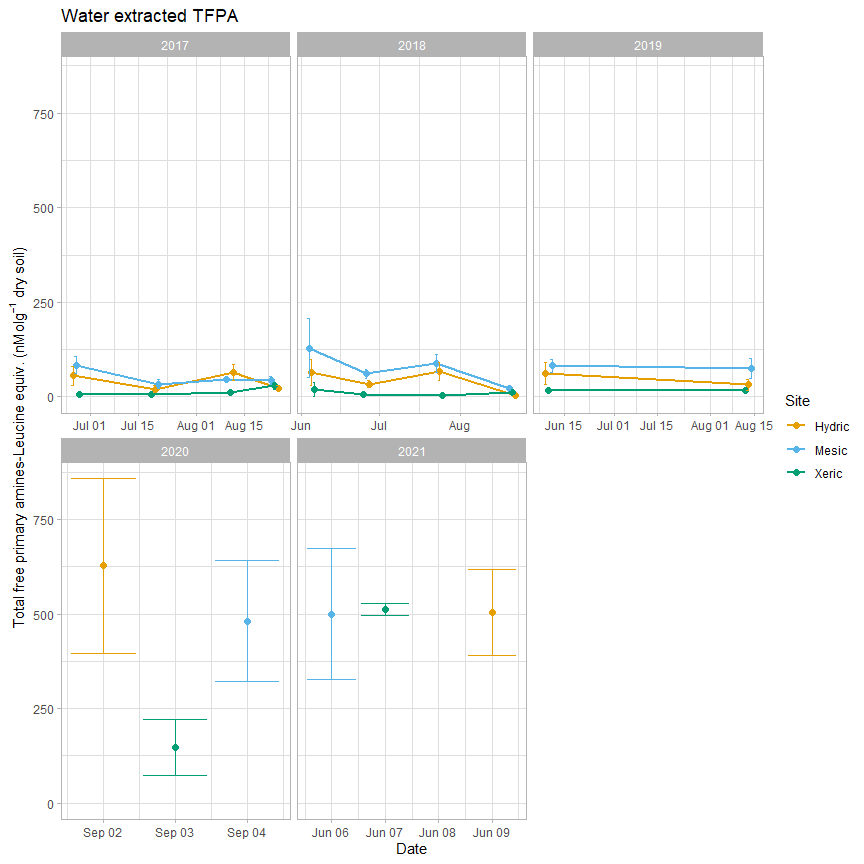 Water extracted TFPA
2017
2018
2019
750
500
250
0
Jul 01 Jul 15 Aug 01 Aug 15
Jun Jul Aug
Jun 15 Jul 01 Jul 15 Aug 01 Aug 15
Total free primary amines-Leucine equiv. (nMolg⁻¹ dry soil)
Site
Hydric
Mesic
Xeric
2020
2021
750
500
250
0
Sep 02 Sep 03 Sep 04
Jun 06 Jun 07 Jun 08 Jun 09
Date